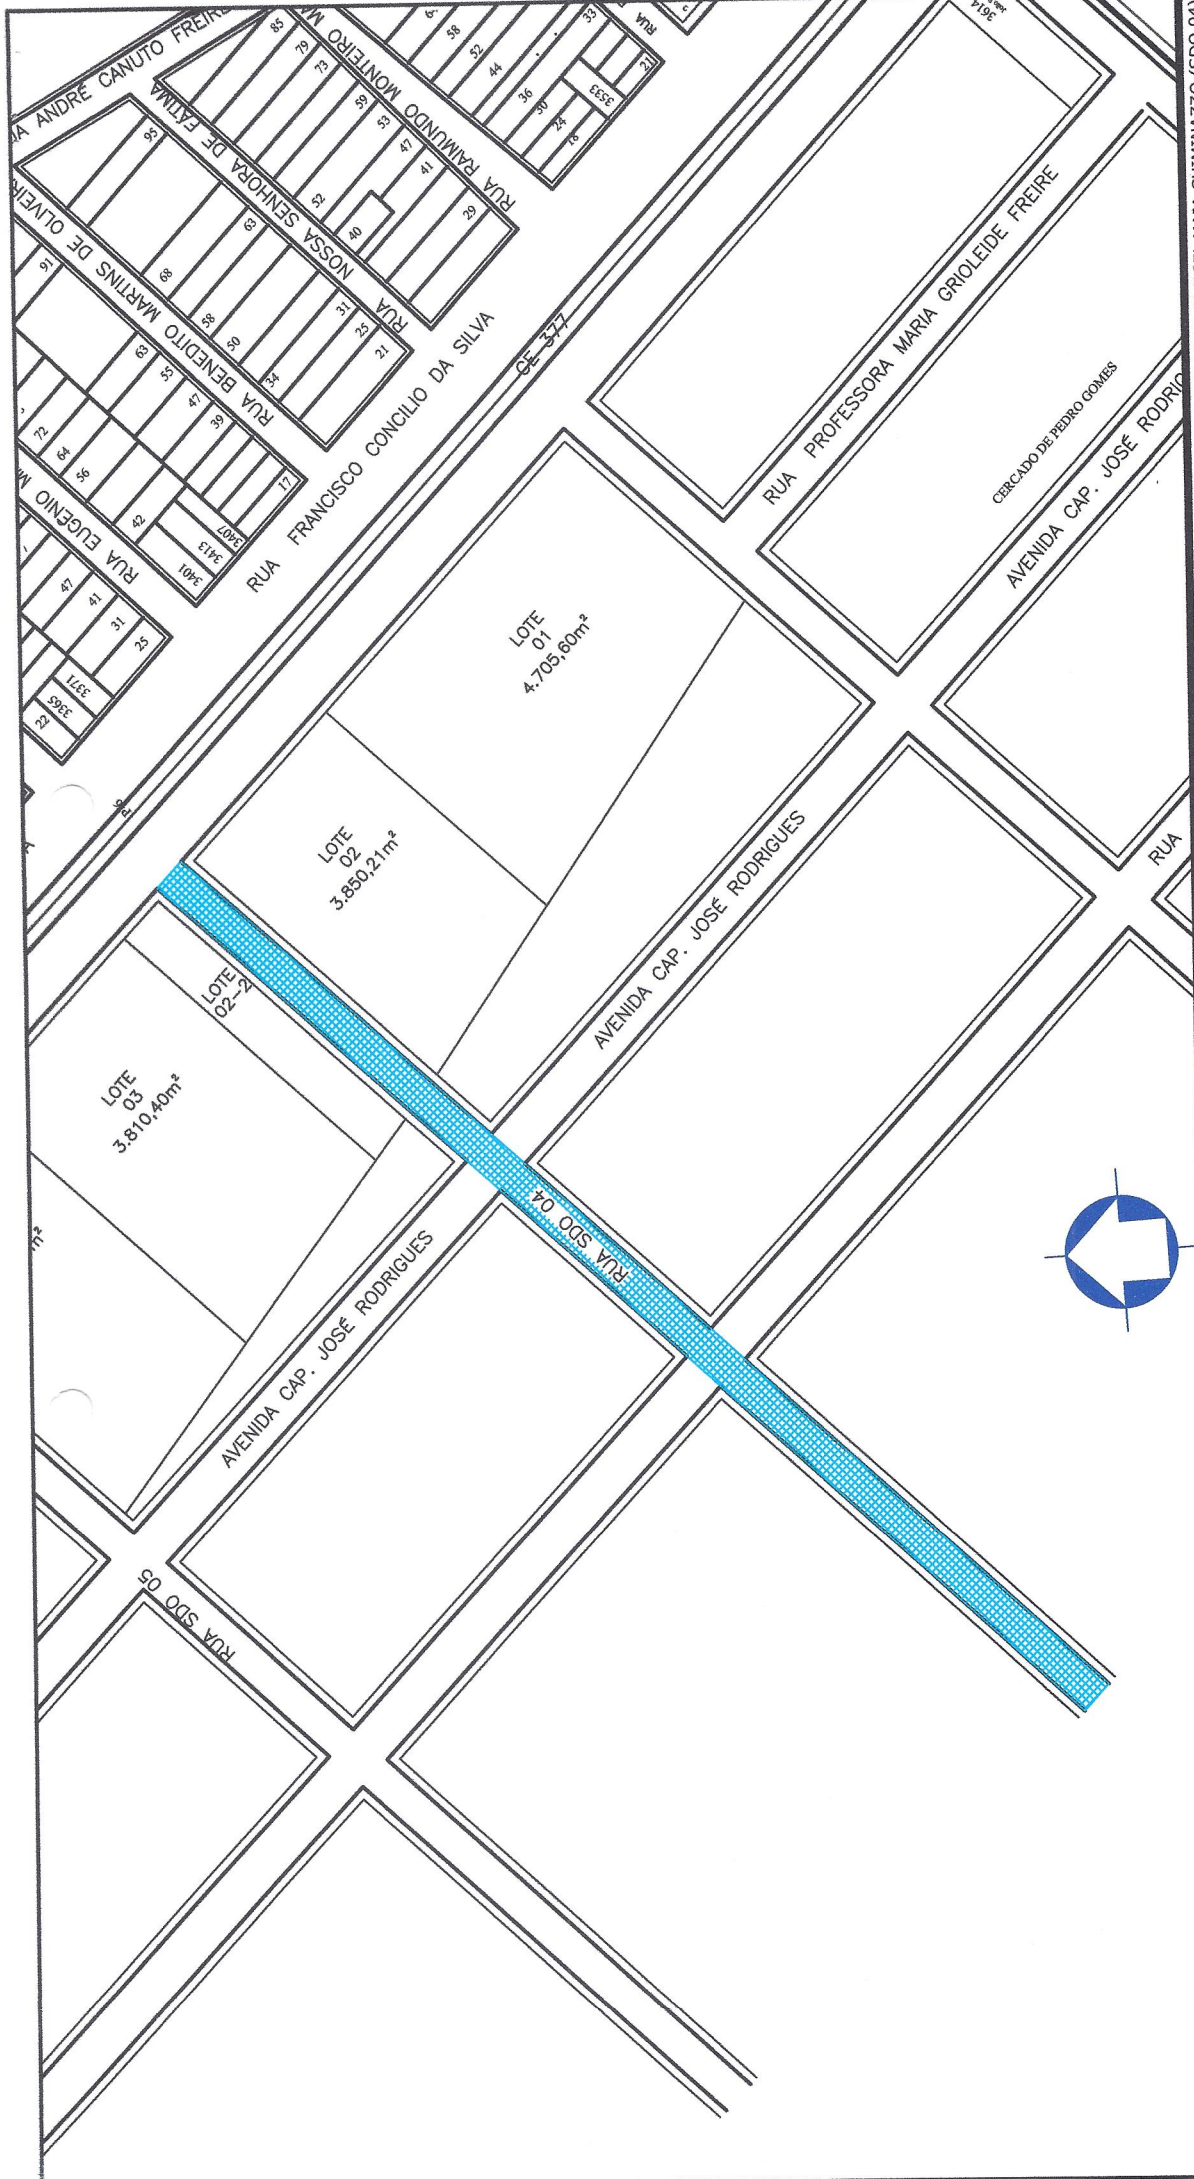 ANDRÉ CANUTO FREIRE
85
79
73
59
53
47
41
29
RUA RAIMUNDO MONTEIRO
58
52
44
36
30
24
18
33
21
3533
RUA
3614
95
63
52
40
RUA NOSSA SENHORA DE FÁTIMA
68
58
50
34
31
25
21
RUA BENEDITO MARTINS DE OLIVEIRA
91
63
55
47
39
17
72
64
56
42
3401
3413
3407
RUA EUGENIO M
47
41
31
25
22
3365
3371
RUA FRANCISCO CONCILIO DA SILVA
CE 377
RUA PROFESSORA MARIA GRIOLEIDE FREIRE
CERCADO DE PEDRO GOMES
AVENIDA CAP. JOSÉ RODRIG
LOTE
01
4.705,60m²
LOTE
02
3.850,21m²
LOTE
02-2
LOTE
03
3.810,40m²
m²
AVENIDA CAP. JOSÉ RODRIGUES
RUA
AVENIDA CAP. JOSÉ RODRIGUES
RUA SDO 04
RUA SDO 05